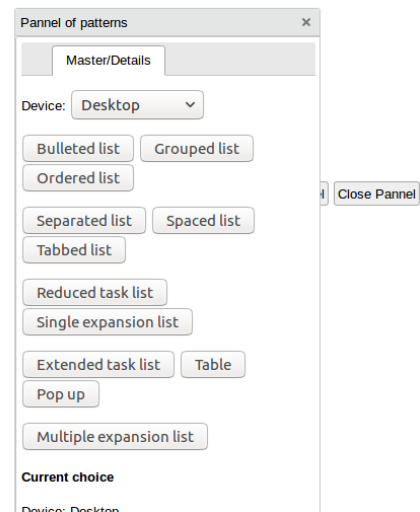 Pannel of patterns ×
Master/Details
Device: Desktop
Bulleted list Grouped list
Ordered list
Close Pannel
Separated list Spaced list
Tabbed list
Reduced task list
Single expansion list
Extended task list Table
Pop up
Multiple expansion list
Current choice
Device: Desktop